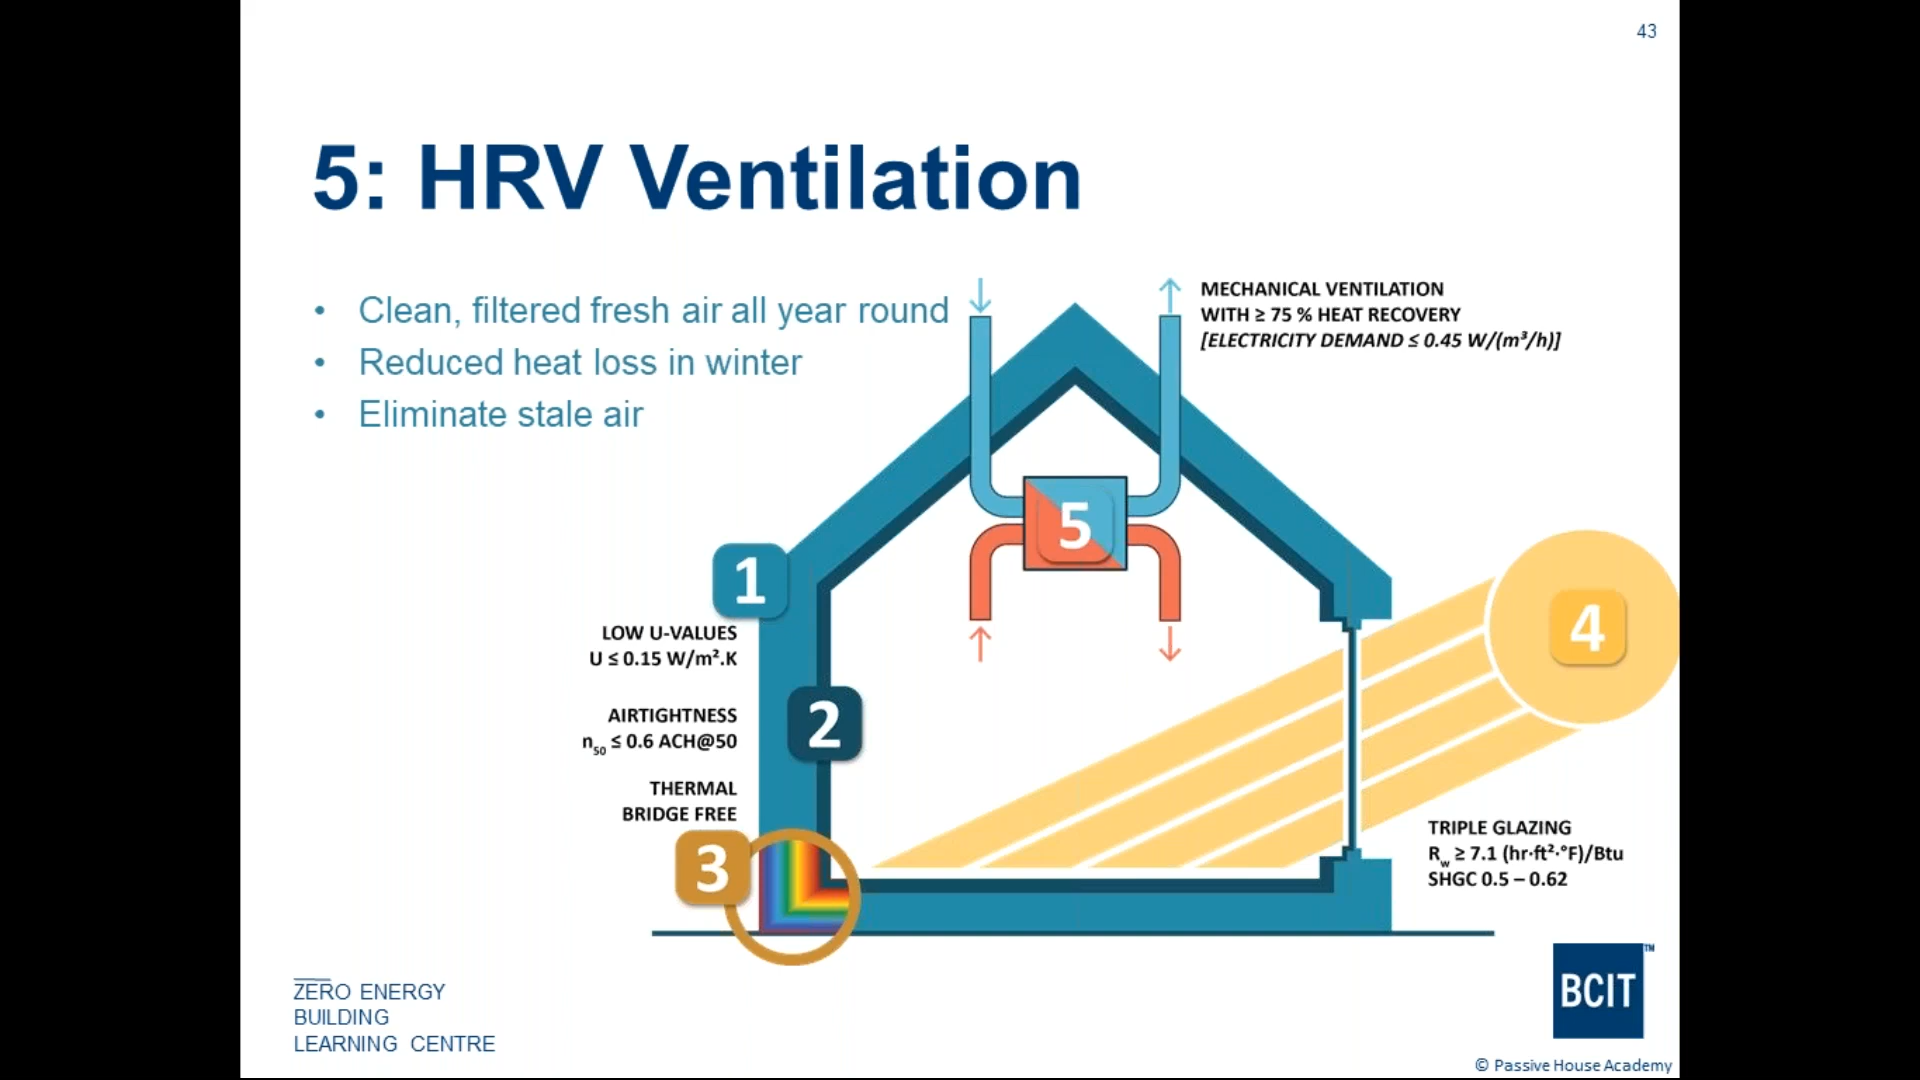 43
5: HRV Ventilation
• Clean, filtered fresh air all year round
• Reduced heat loss in winter
• Eliminate stale air
MECHANICAL VENTILATION
WITH ≥ 75 % HEAT RECOVERY
[ELECTRICITY DEMAND ≤ 0.45 W/(m³/h)]
5
1
LOW U-VALUES
U ≤ 0.15 W/m².K
4
2
AIRTIGHTNESS
n50 ≤ 0.6 ACH@50
THERMAL
BRIDGE FREE
3
TRIPLE GLAZING
Rw ≥ 7.1 (hr·ft²·°F)/Btu
SHGC 0.5 – 0.62
ZERO ENERGY
BUILDING
LEARNING CENTRE
BCIT™
© Passive House Academy